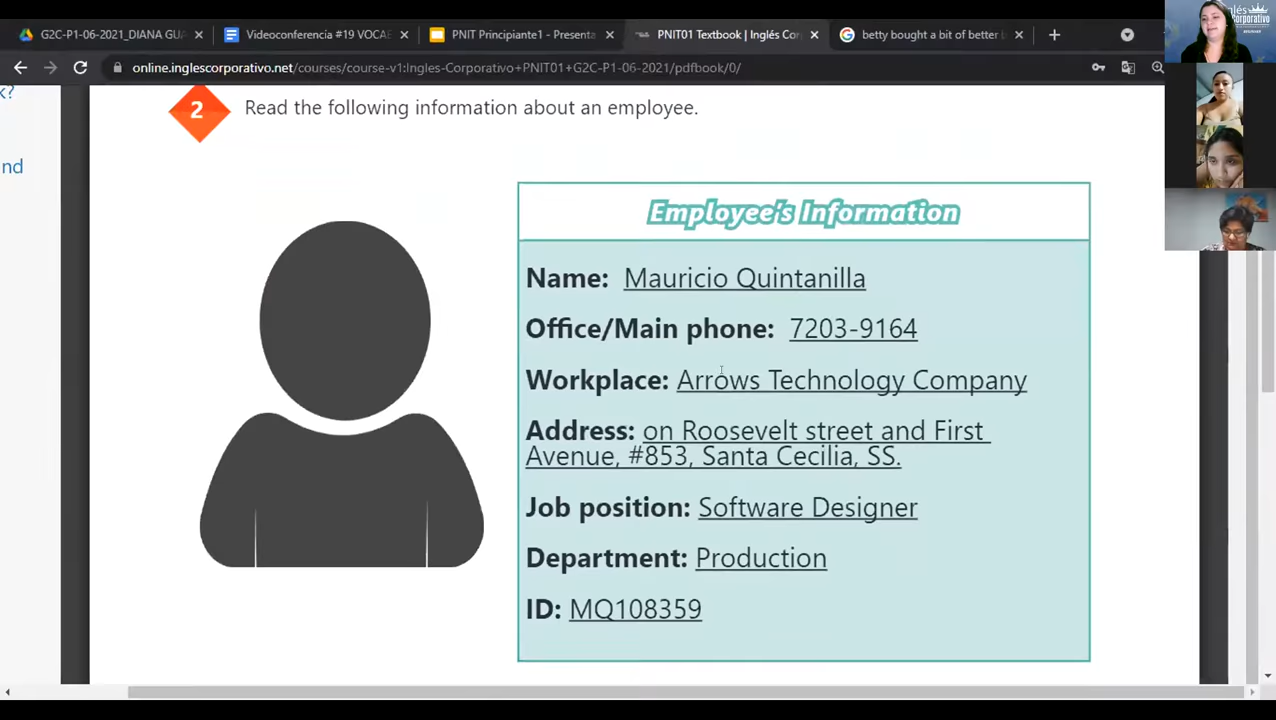 G2C-P1-06-2021_DIANA GUA
Videoconferencia #19 VOCAB
PNIT Principiante1 - Presenta
PNIT01 Textbook | Inglés Cor
betty bought a bit of better b
online.inglescorporativo.net/courses/course-v1:Ingles-Corporativo+PNIT01+G2C-P1-06-2021/pdfbook/0/
k?
nd
2
Read the following information about an employee.
Employee's Information
Name: Mauricio Quintanilla
Office/Main phone: 7203-9164
Workplace: Arrows Technology Company
Address: on Roosevelt street and First
Avenue, #853, Santa Cecilia, SS.
Job position: Software Designer
Department: Production
ID: MQ108359